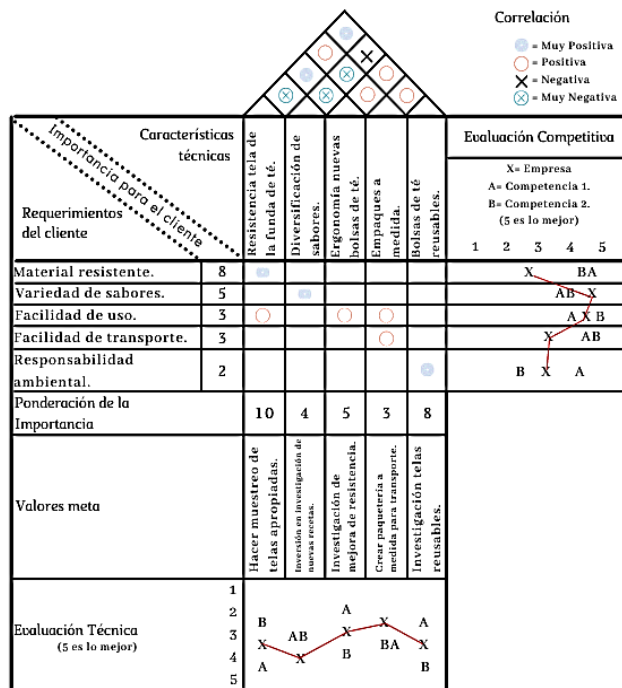 Correlación
= Muy Positiva
= Positiva
= Negativa
= Muy Negativa
Importancia para el cliente
Características
técnicas
Requerimientos
del cliente
Resistencia tela de
la funda de té.
Diversificación de
sabores.
Ergonomía nuevas
bolsas de té.
Empaques a
medida.
Bolsas de té
reusables.
Evaluación Competitiva
X= Empresa
A= Competencia 1.
B= Competencia 2.
(5 es lo mejor)
1 2 3 4 5
Material resistente. 8 X BA
Variedad de sabores. 5 AB X
Facilidad de uso. 3 A X B
Facilidad de transporte. 3 X AB
Responsabilidad
ambiental. 2 B X A
Ponderación de la
Importancia 10 4 5 3 8
Valores meta
Hacer muestreo de
telas apropiadas.
Inversión en investigación de
nuevas recetas.
Investigación de
mejora de resistencia.
Crear paquetería a
medida para transporte.
Investigación telas
reusables.
Evaluación Técnica
(5 es lo mejor)
1
2
3
4
5
B
X
A
AB
X
A
X
B
X
BA
A
X
B